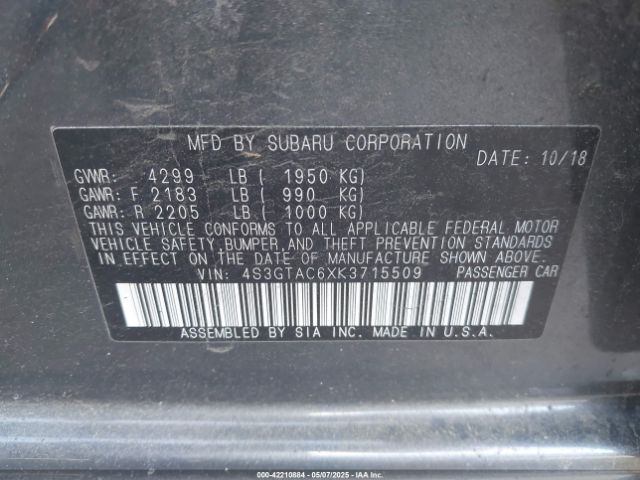 MFD BY SUBARU CORPORATION
DATE: 10/18
GVWR: 4299 LB ( 1950 KG)
GAWR: F 2183 LB ( 990 KG)
GAWR: R 2205 LB ( 1000 KG)
THIS VEHICLE CONFORMS TO ALL APPLICABLE FEDERAL MOTOR
VEHICLE SAFETY, BUMPER, AND THEFT PREVENTION STANDARDS
IN EFFECT ON THE DATE OF MANUFACTURE SHOWN ABOVE.
VIN: 4S3GTAC6XK3715509 PASSENGER CAR
ASSEMBLED BY SIA INC. MADE IN U.S.A.
000-42210884 - 05/07/2025 - IAA Inc.